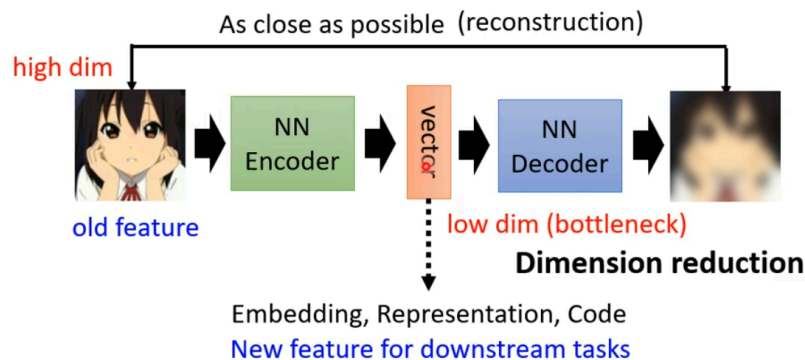 As close as possible (reconstruction)
high dim
NN
Encoder
vector
NN
Decoder
old feature
low dim (bottleneck)
Dimension reduction
Embedding, Representation, Code
New feature for downstream tasks